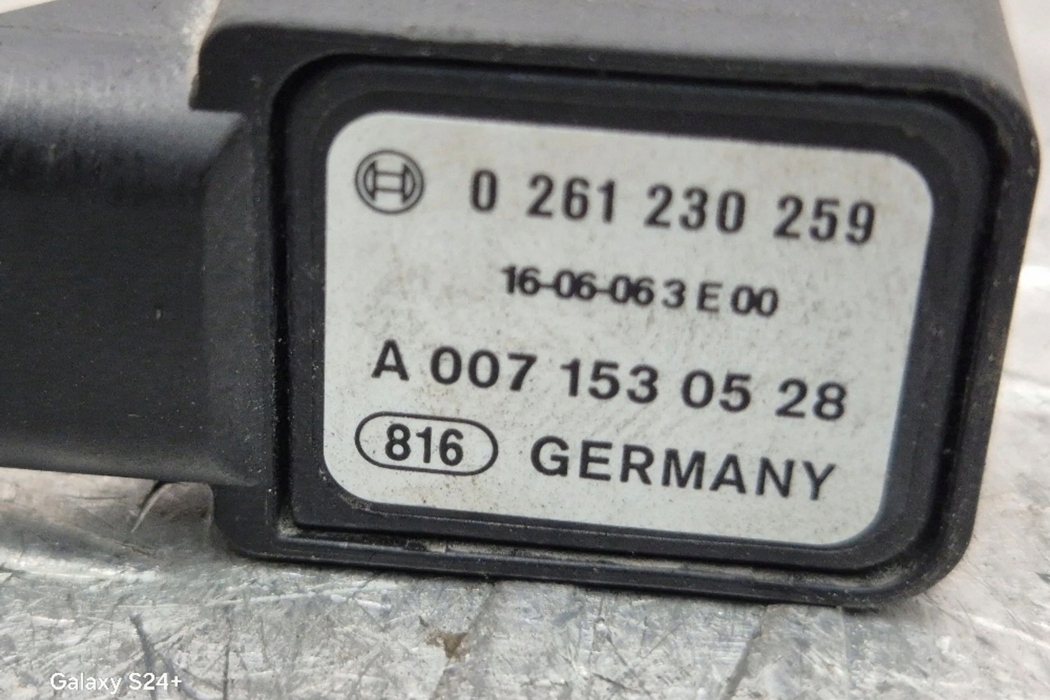 0 261 230 259
16-06-06 3 E 00
A 007 153 05 28
816 GERMANY
Galaxy S24+